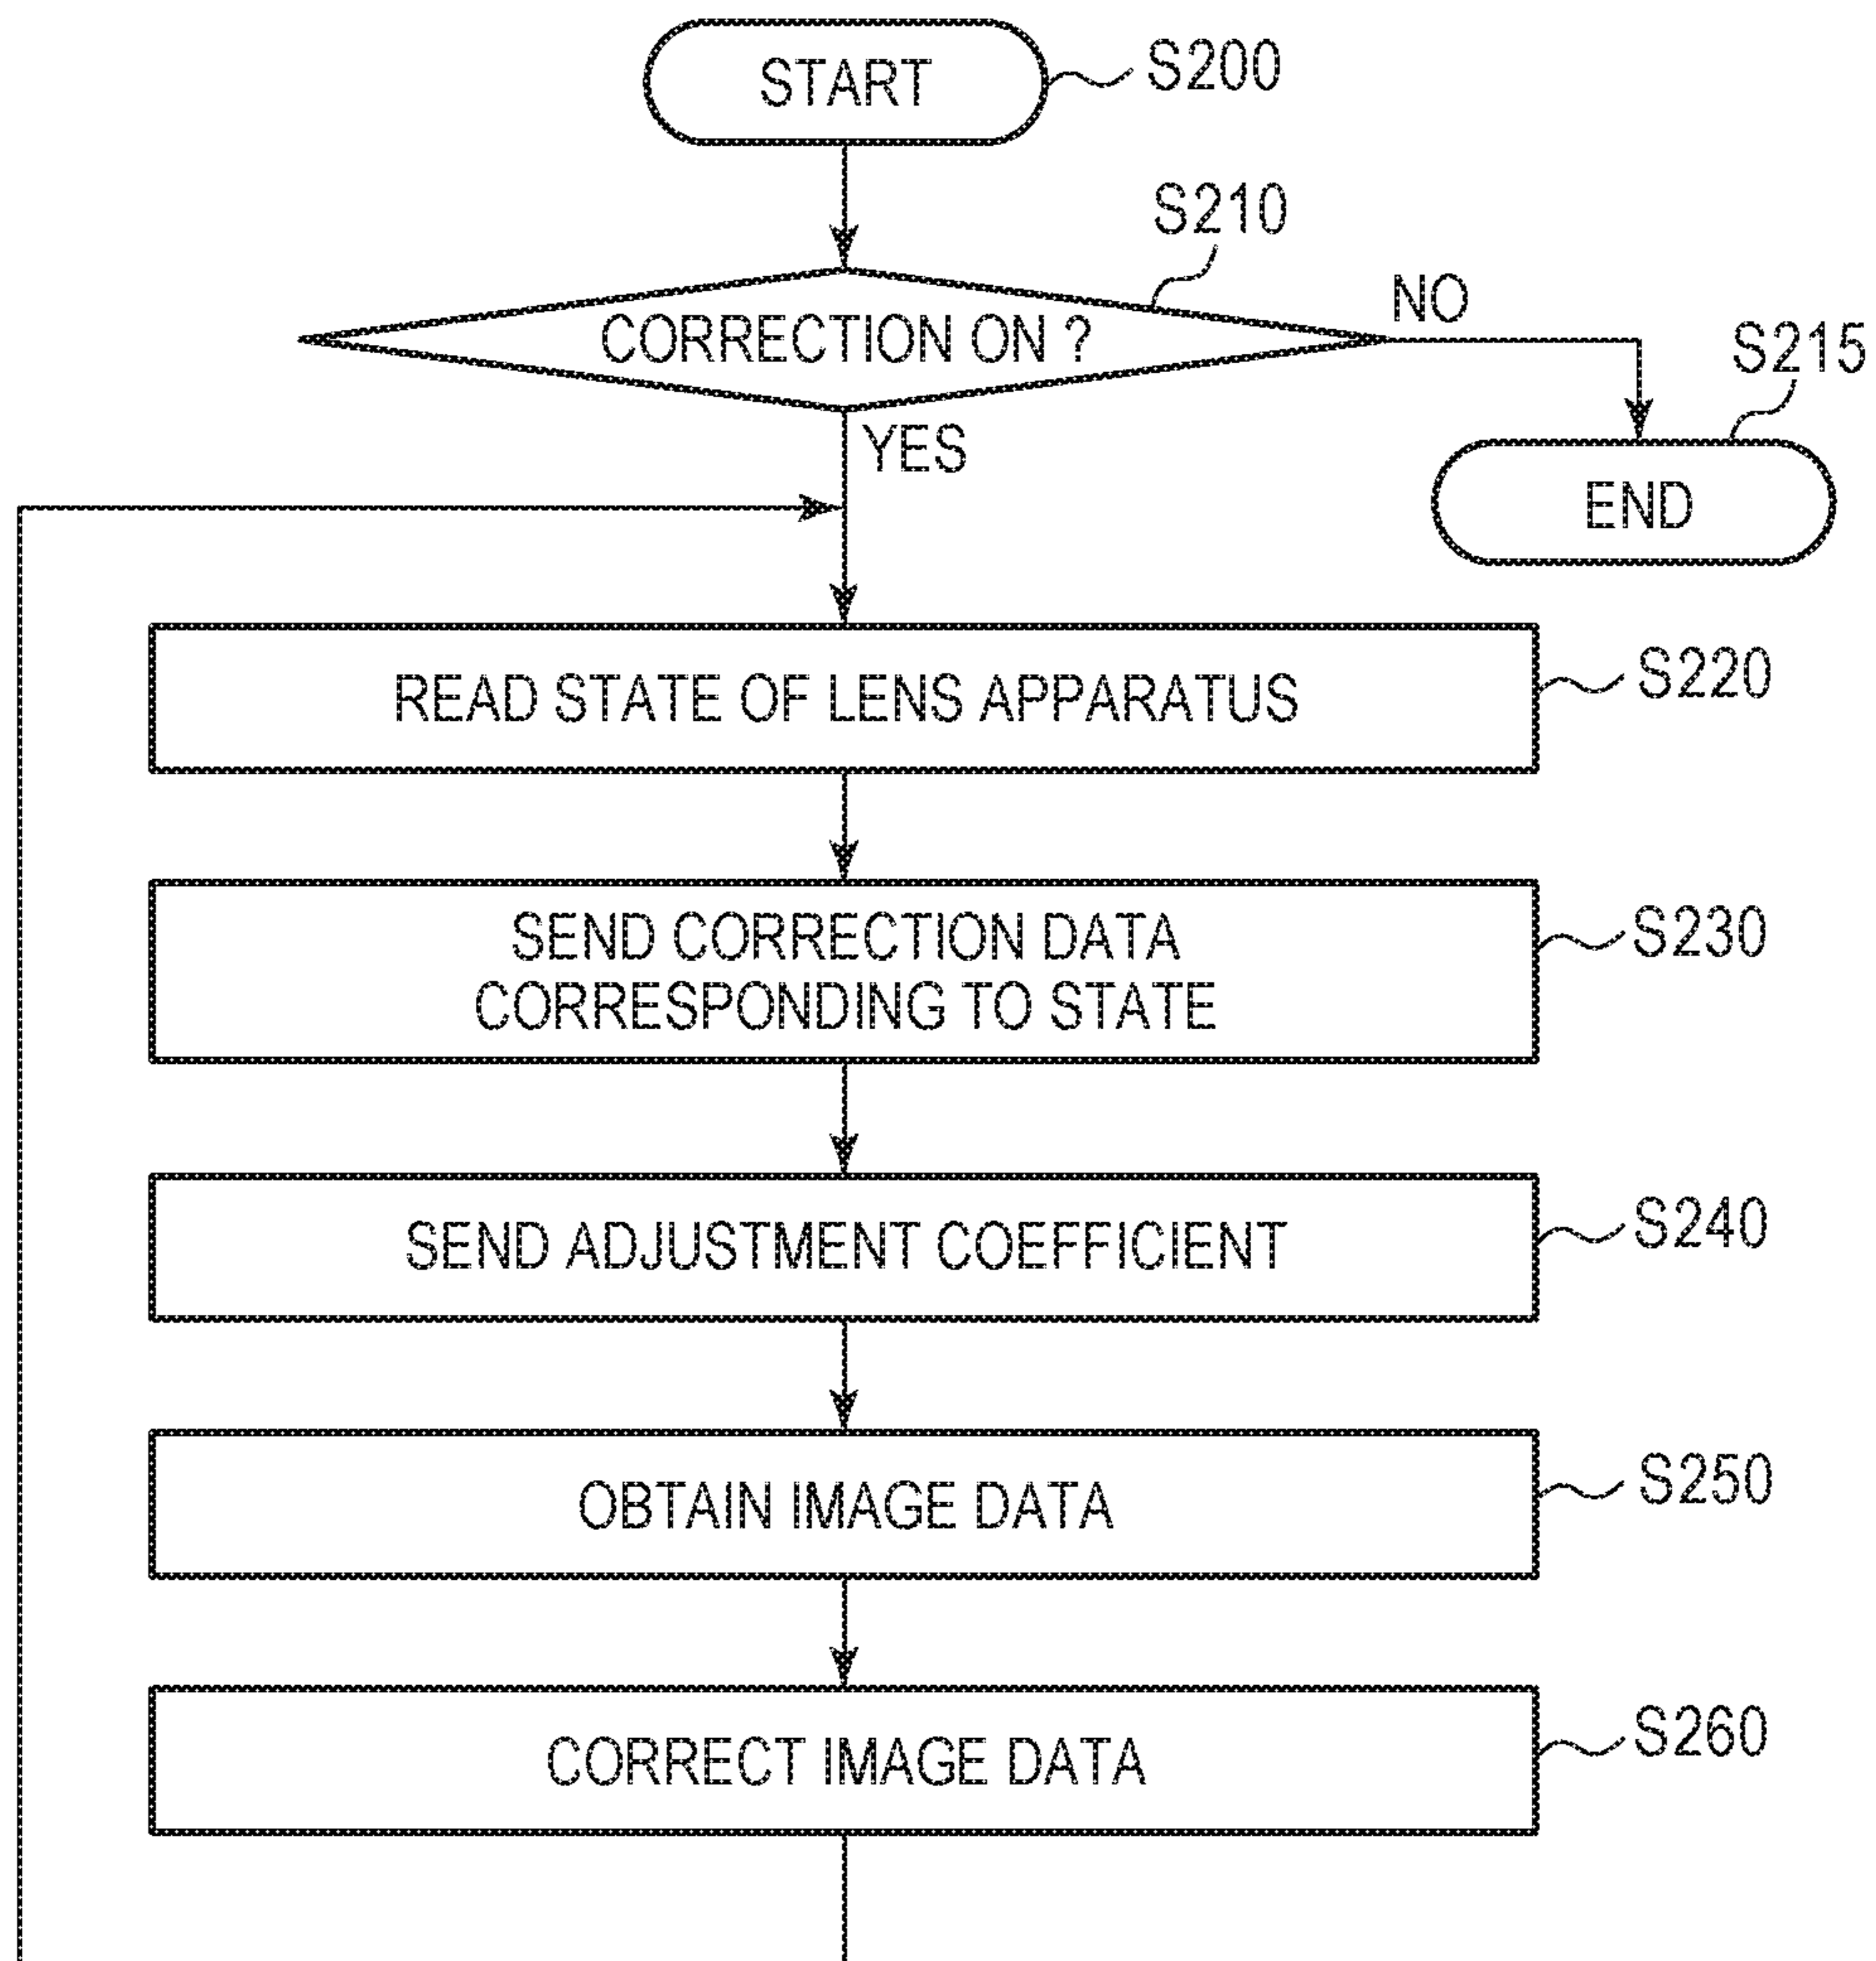 START
S200
S210
CORRECTION ON ?
NO
S215
YES
END
READ STATE OF LENS APPARATUS
S220
SEND CORRECTION DATA
CORRESPONDING TO STATE
S230
SEND ADJUSTMENT COEFFICIENT
S240
OBTAIN IMAGE DATA
S250
CORRECT IMAGE DATA
S260